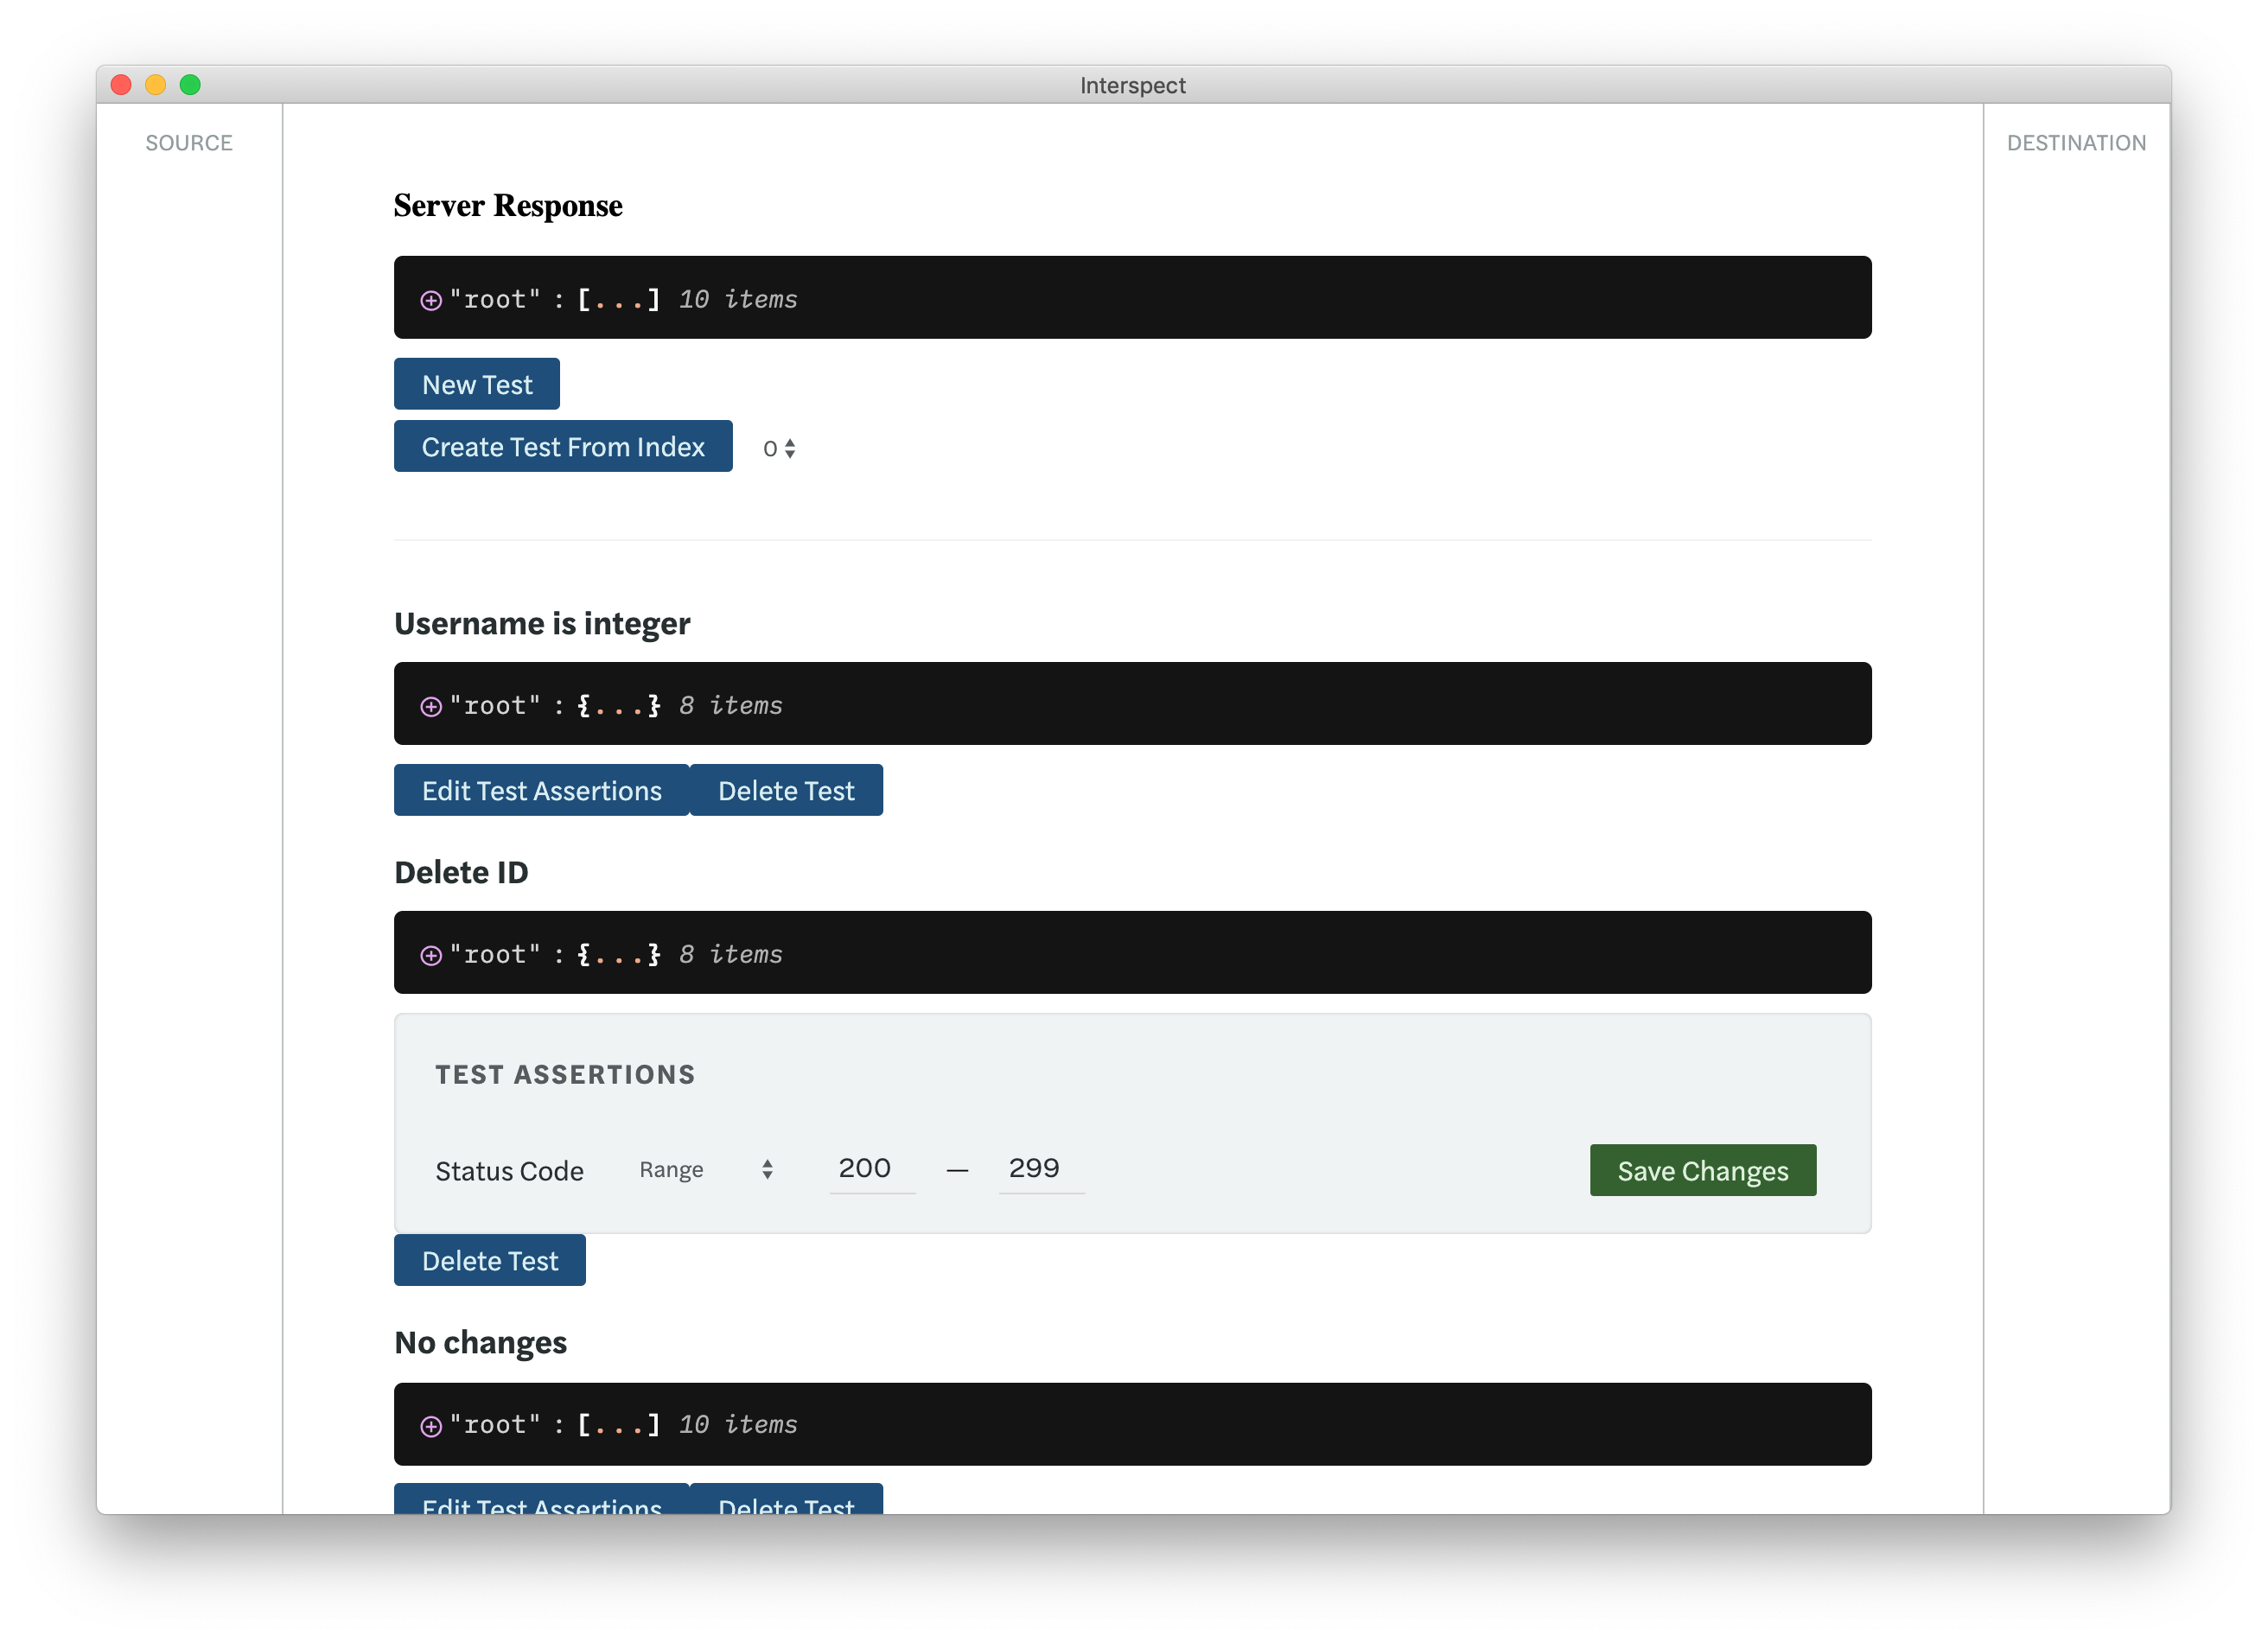 Interspect
SOURCE
DESTINATION
Server Response
"root" : [...] 10 items
New Test
Create Test From Index 0
Username is integer
"root" : {...} 8 items
Edit Test Assertions Delete Test
Delete ID
"root" : {...} 8 items
TEST ASSERTIONS
Status Code Range 200 — 299 Save Changes
Delete Test
No changes
"root" : [...] 10 items
Edit Test Assertions Delete Test